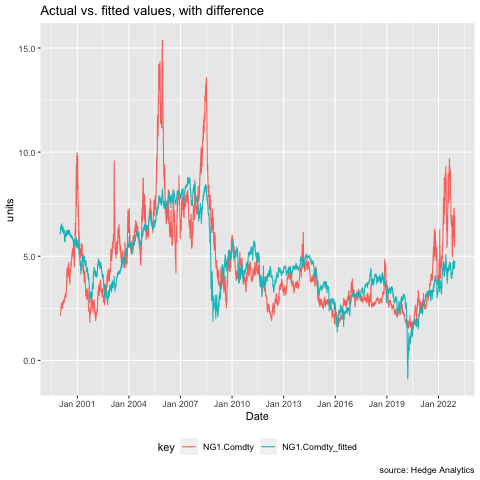 Actual vs. fitted values, with difference
units
15.0
10.0
5.0
0.0
Jan 2001 Jan 2004 Jan 2007 Jan 2010 Jan 2013 Jan 2016 Jan 2019 Jan 2022
Date
key NG1.Comdty NG1.Comdty_fitted
source: Hedge Analytics